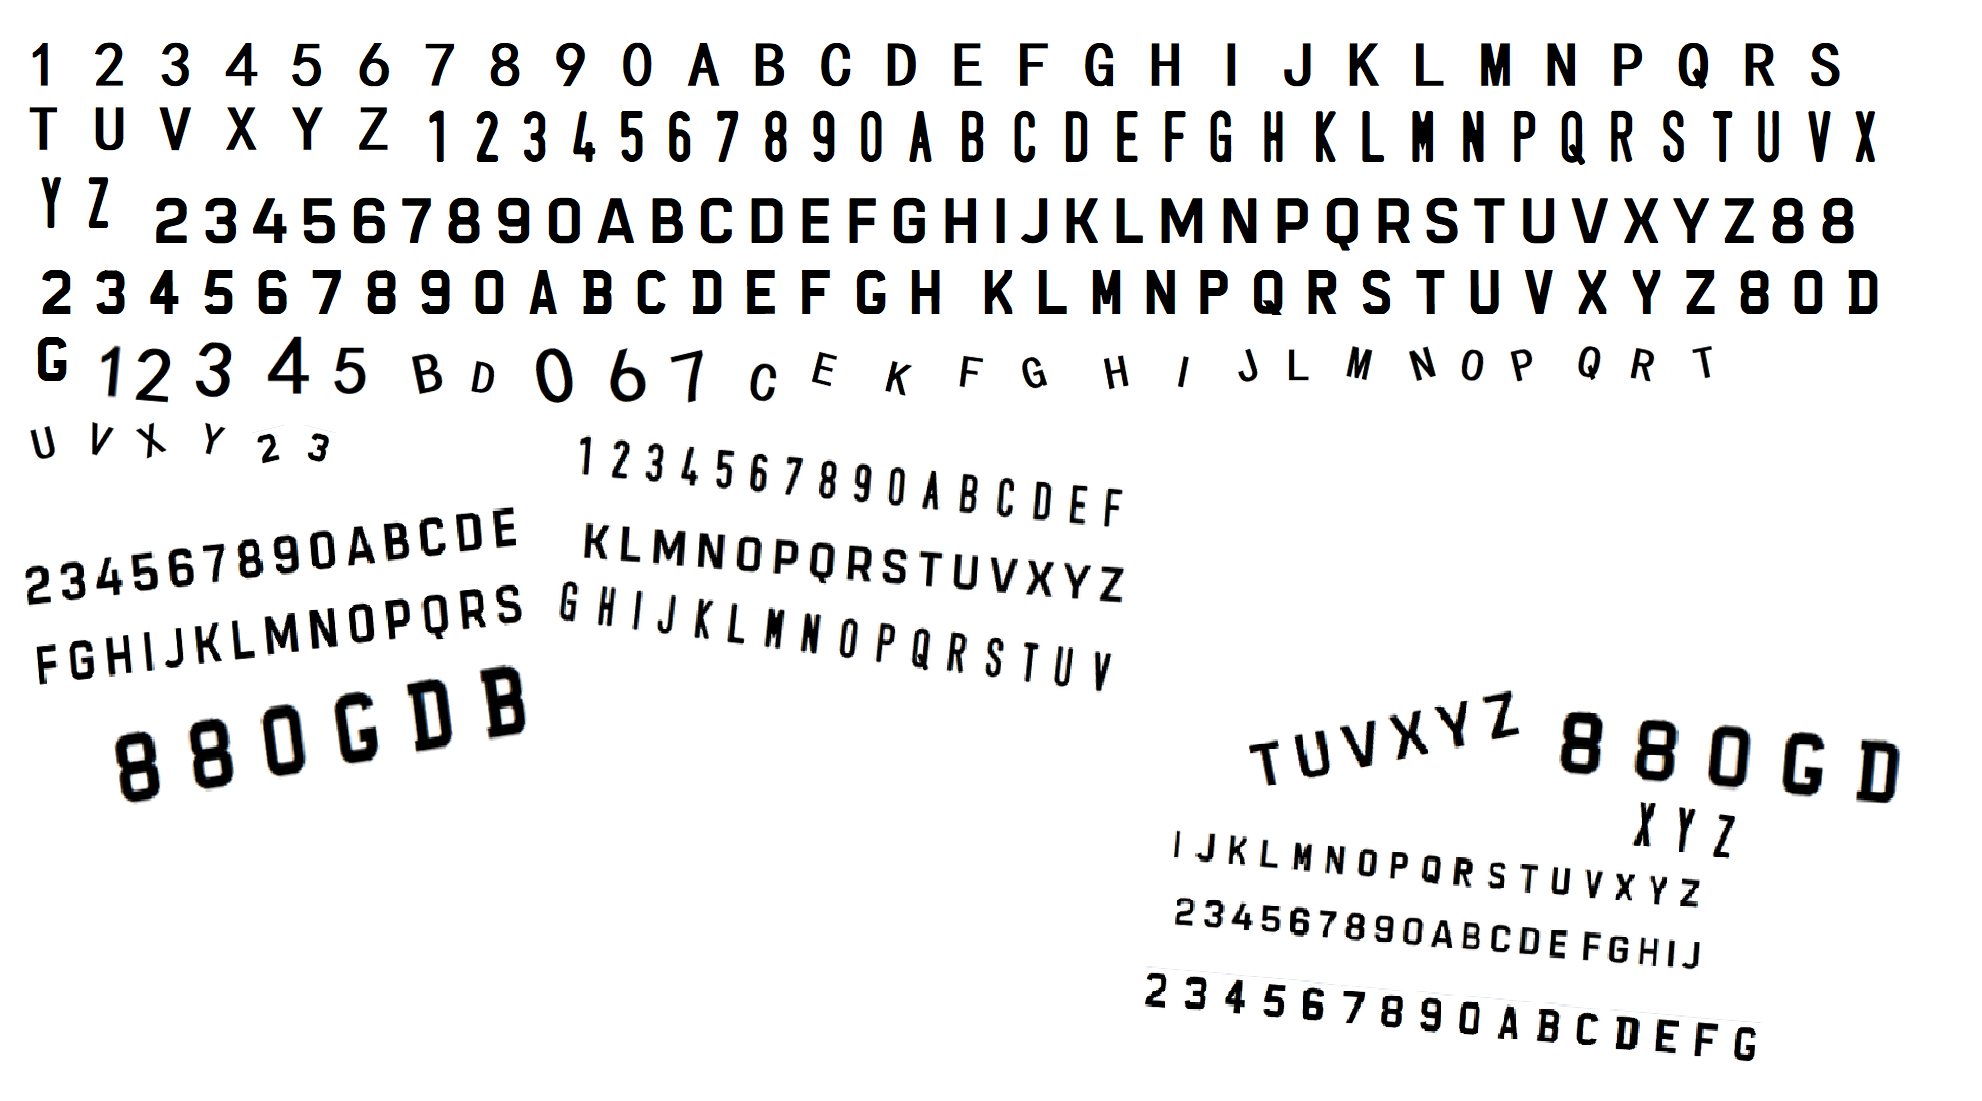 1 2 3 4 5 6 7 8 9 0 A B C D E F G H I J K L M N P Q R S
T U V X Y Z 1 2 3 4 5 6 7 8 9 0 A B C D E F G H K L M N P Q R S T U V X
Y Z 2 3 4 5 6 7 8 9 0 A B C D E F G H I J K L M N P Q R S T U V X Y Z 8 8
2 3 4 5 6 7 8 9 0 A B C D E F G H K L M N P Q R S T U V X Y Z 8 0 D
G 1 2 3 4 5 B D 0 6 7 C E K F G H I J L M N O P Q R T
U V X Y 2 3
1 2 3 4 5 6 7 8 9 0 A B C D E F
2 3 4 5 6 7 8 9 0 A B C D E
K L M N O P Q R S T U V X Y Z
F G H I J K L M N O P Q R S
G H I J K L M N O P Q R S T U V
8 8 0 G D B
T U V X Y Z 8 8 0 G D
X Y Z
I J K L M N O P Q R S T U V X Y Z
2 3 4 5 6 7 8 9 0 A B C D E F G H I J
2 3 4 5 6 7 8 9 0 A B C D E F G